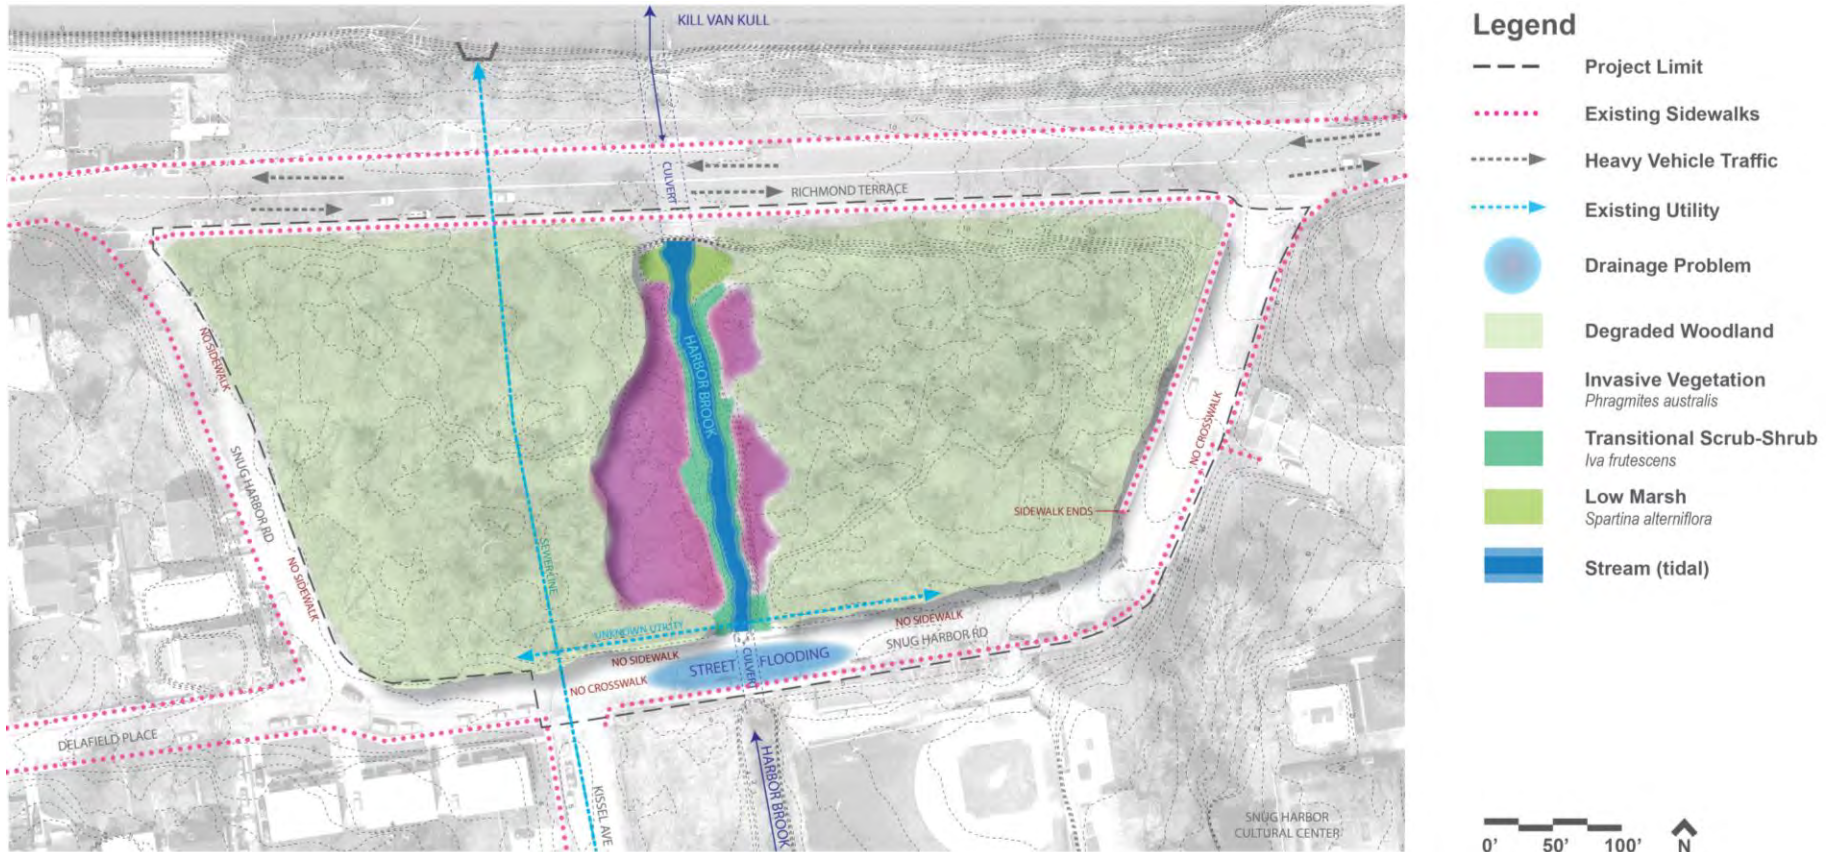 KILL VAN KULL
CULVERT
RICHMOND TERRACE
NO SIDEWALK
HARBOR BROOK
NO CROSSWALK
SNUG HARBOR RD
SIDEWALK ENDS
SEWER LINE
NO SIDEWALK
UNKNOWN UTILITY
NO SIDEWALK
SNUG HARBOR RD
NO SIDEWALK
STREET FLOODING
CULVERT
NO CROSSWALK
DELAFIELD PLACE
HARBOR BROOK
KISSEL AVE
SNUG HARBOR
CULTURAL CENTER
Legend
Project Limit
Existing Sidewalks
Heavy Vehicle Traffic
Existing Utility
Drainage Problem
Degraded Woodland
Invasive Vegetation
Phragmites australis
Transitional Scrub-Shrub
Iva frutescens
Low Marsh
Spartina alterniflora
Stream (tidal)
0' 50' 100' N